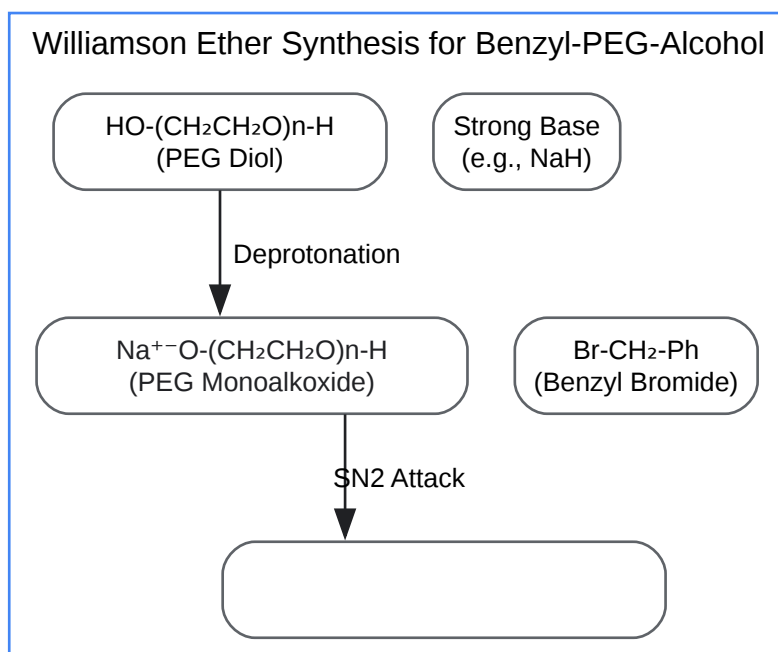 Williamson Ether Synthesis for Benzyl-PEG-Alcohol
HO-(CH₂CH₂O)n-H
(PEG Diol)
Strong Base
(e.g., NaH)
Deprotonation
Na⁺⁻O-(CH₂CH₂O)n-H
(PEG Monoalkoxide)
Br-CH₂-Ph
(Benzyl Bromide)
SN2 Attack